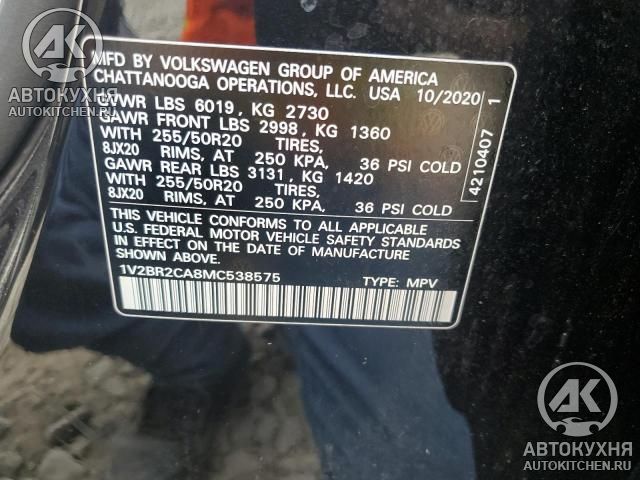 AK
АВТОКУХНЯ
AUTOKITCHEN.RU
MFD BY VOLKSWAGEN GROUP OF AMERICA
CHATTANOOGA OPERATIONS, LLC. USA 10/2020
GVWR LBS 6019, KG 2730
GAWR FRONT LBS 2998, KG 1360
WITH 255/50R20 TIRES,
8JX20 RIMS, AT 250 KPA, 36 PSI COLD
GAWR REAR LBS 3131, KG 1420
WITH 255/50R20 TIRES,
8JX20 RIMS, AT 250 KPA, 36 PSI COLD
THIS VEHICLE CONFORMS TO ALL APPLICABLE
U.S. FEDERAL MOTOR VEHICLE SAFETY STANDARDS
IN EFFECT ON THE DATE OF MANUFACTURE
SHOWN ABOVE.
1V2BR2CA8MC538575 TYPE: MPV
4210407 1
AK
АВТОКУХНЯ
AUTOKITCHEN.RU